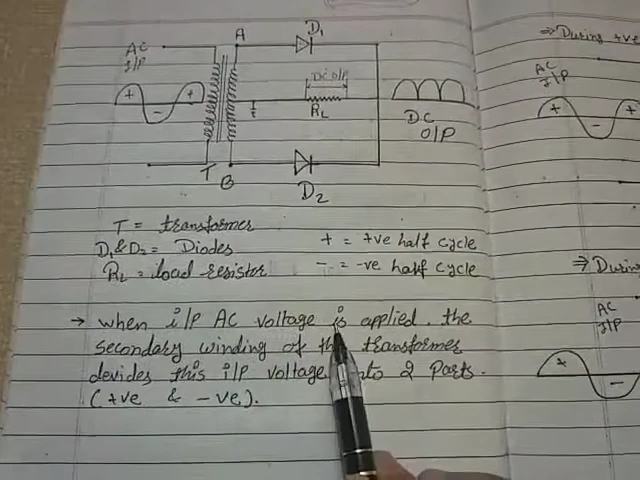 A
D1
AC
I/P
+ - +
DC O/P
RL
DC
O/P
T
B
D2
T = transformer
D1 & D2 = Diodes
+ = +ve half cycle
RL = load resistor
- = -ve half cycle
→ when i/p AC voltage is applied. the
secondary winding of the transformer
devides this i/p voltage into 2 Parts.
(+ve & -ve).
⇒ During +ve
AC
I/P
+
-
⇒ During
AC
I/P
+
-